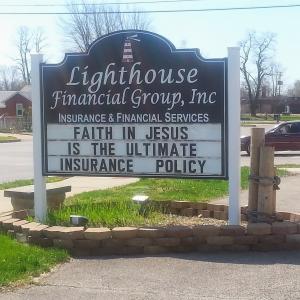 Lighthouse
Financial Group, Inc
INSURANCE & FINANCIAL SERVICES
FAITH IN JESUS
IS THE ULTIMATE
INSURANCE POLICY